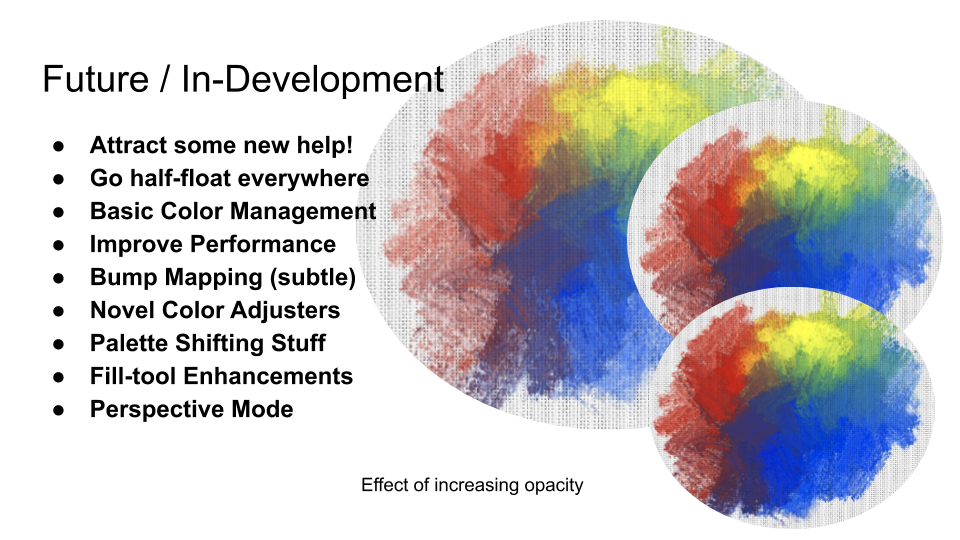 Future / In-Development
● Attract some new help!
● Go half-float everywhere
● Basic Color Management
● Improve Performance
● Bump Mapping (subtle)
● Novel Color Adjusters
● Palette Shifting Stuff
● Fill-tool Enhancements
● Perspective Mode
Effect of increasing opacity